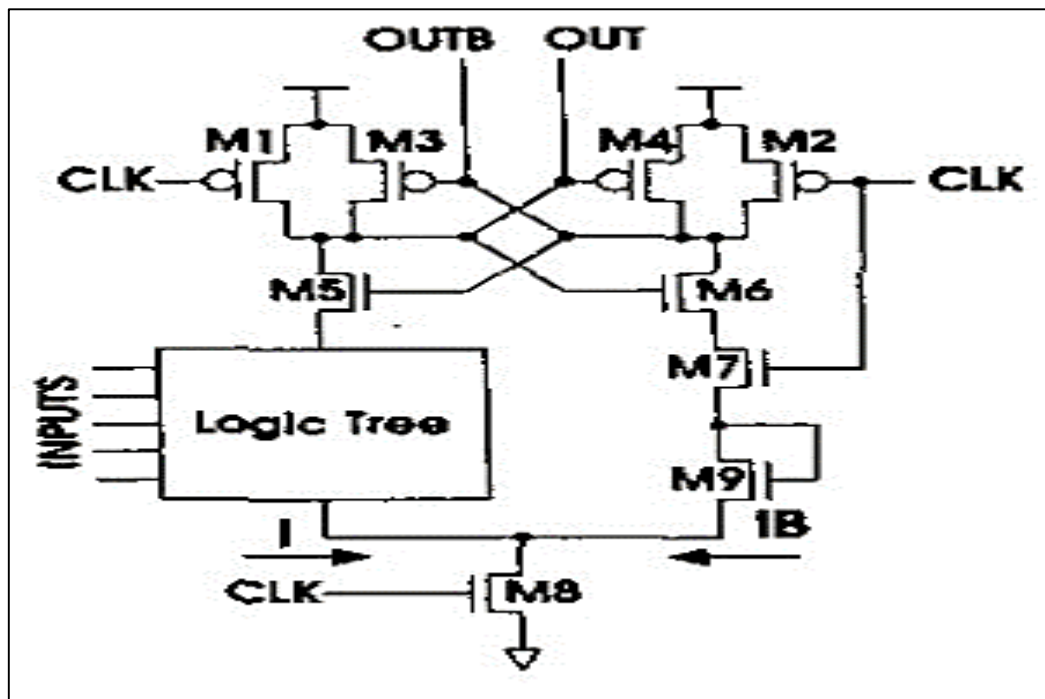 OUTB OUT
M1 M3 M4 M2
CLK CLK
M5 M6
M7
INPUTS
Logic Tree
M9
I IB
CLK M8